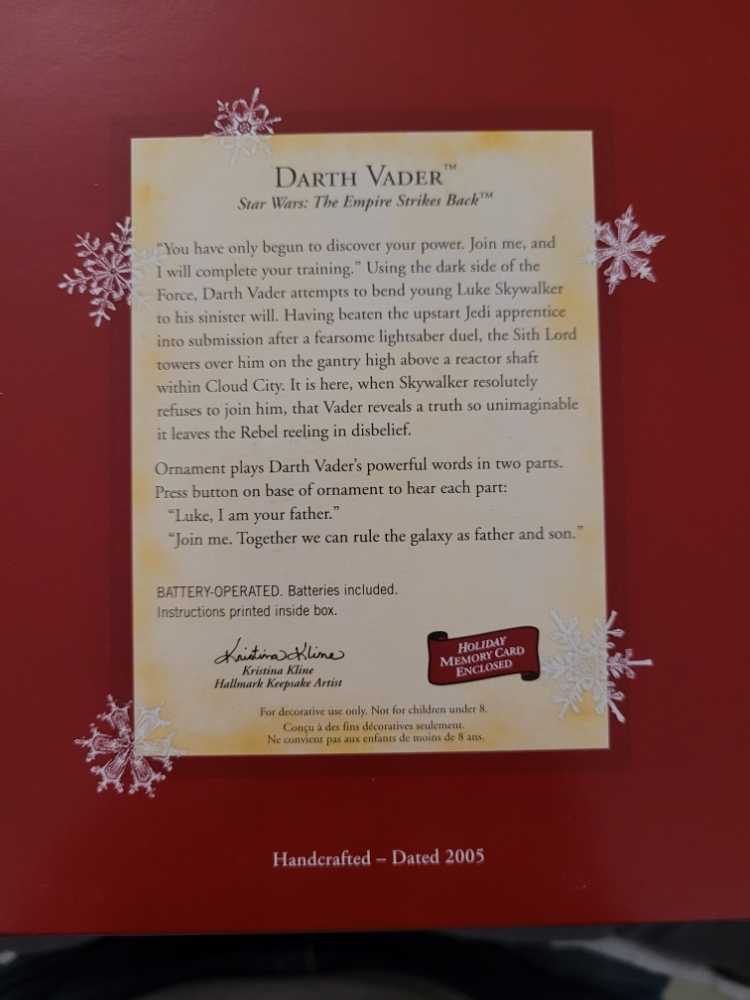 DARTH VADER™
Star Wars: The Empire Strikes Back™
"You have only begun to discover your power. Join me, and
I will complete your training." Using the dark side of the
Force, Darth Vader attempts to bend young Luke Skywalker
to his sinister will. Having beaten the upstart Jedi apprentice
into submission after a fearsome lightsaber duel, the Sith Lord
towers over him on the gantry high above a reactor shaft
within Cloud City. It is here, when Skywalker resolutely
refuses to join him, that Vader reveals a truth so unimaginable
it leaves the Rebel reeling in disbelief.
Ornament plays Darth Vader's powerful words in two parts.
Press button on base of ornament to hear each part:
"Luke, I am your father."
"Join me. Together we can rule the galaxy as father and son."
BATTERY-OPERATED. Batteries included.
Instructions printed inside box.
Kristina Kline
Kristina Kline
Hallmark Keepsake Artist
HOLIDAY
MEMORY CARD
ENCLOSED
For decorative use only. Not for children under 8.
Conçu à des fins décoratives seulement.
Ne convient pas aux enfants de moins de 8 ans.
Handcrafted – Dated 2005